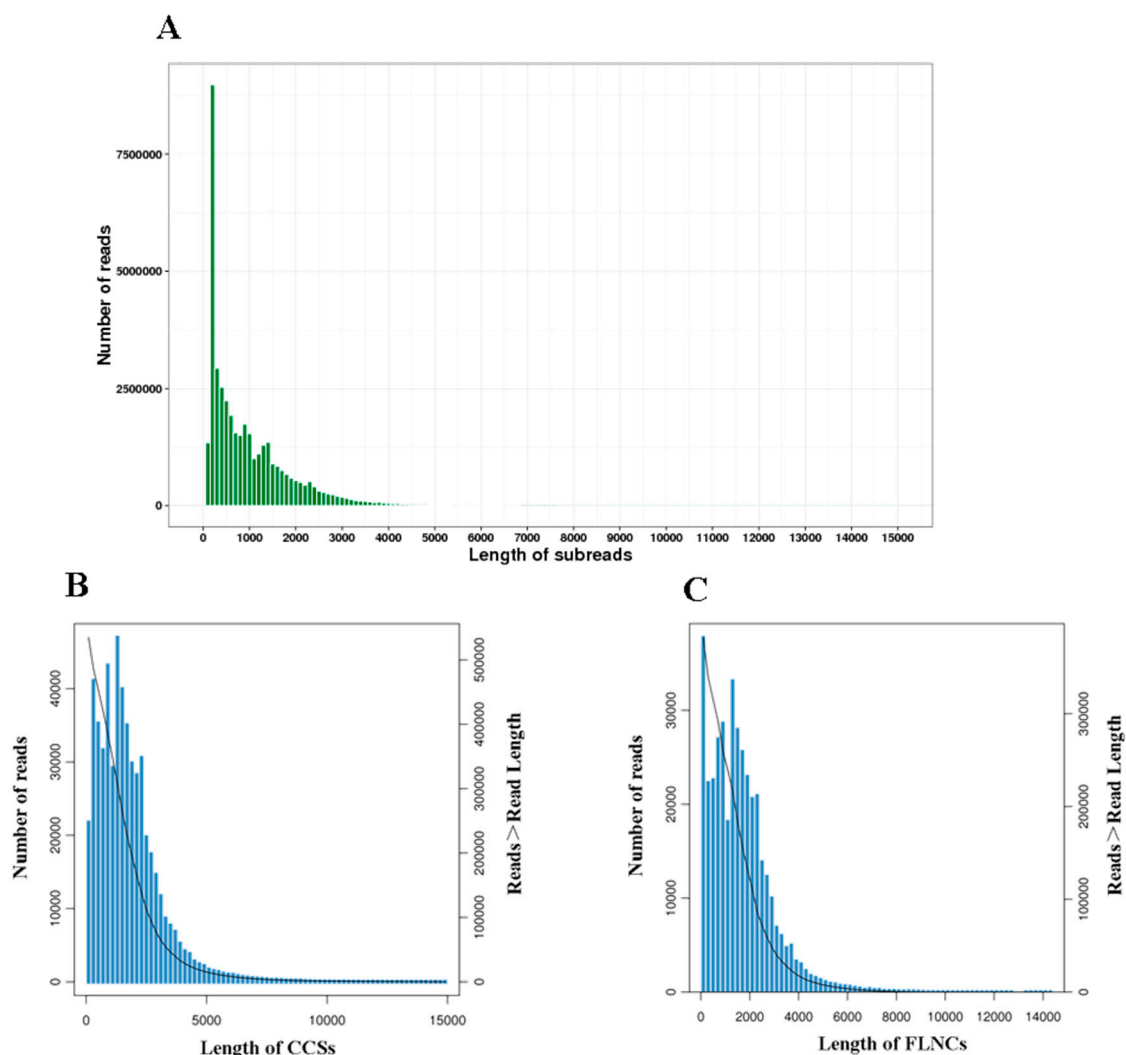 A
Number of reads
7500000
5000000
2500000
0
0 1000 2000 3000 4000 5000 6000 7000 8000 9000 10000 11000 12000 13000 14000 15000
Length of subreads
B
Number of reads
40000
30000
20000
10000
0
0 5000 10000 15000
Length of CCSs
500000
400000
300000
200000
100000
0
Reads>Read Length
C
Number of reads
30000
20000
10000
0
0 2000 4000 6000 8000 10000 12000 14000
Length of FLNCs
300000
200000
100000
0
Reads>Read Length